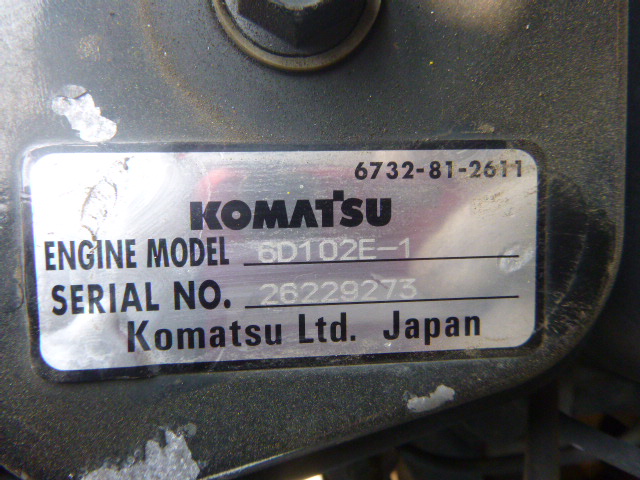 6732-81-2611
KOMATSU
ENGINE MODEL 6D102E-1
SERIAL NO. 26229273
Komatsu Ltd. Japan